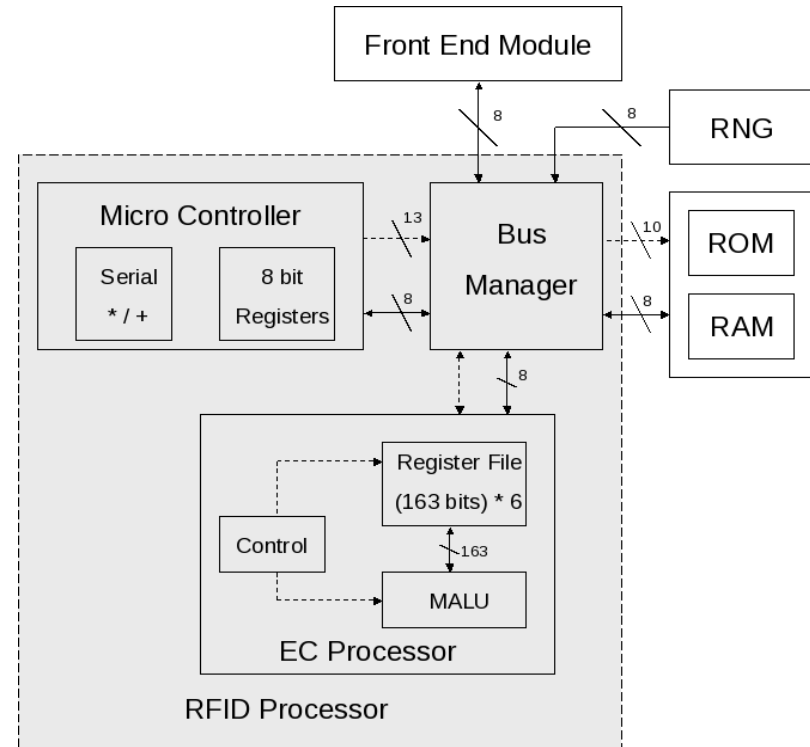 Front End Module
8
8
RNG
Micro Controller
13
Bus
Manager
10
ROM
Serial
* / +
8 bit
Registers
8
8
RAM
8
Register File
(163 bits) * 6
Control
163
MALU
EC Processor
RFID Processor